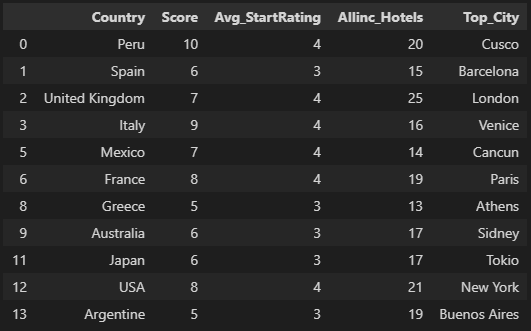 Country Score Avg_StartRating Allinc_Hotels Top_City
0 Peru 10 4 20 Cusco
1 Spain 6 3 15 Barcelona
2 United Kingdom 7 4 25 London
3 Italy 9 4 16 Venice
5 Mexico 7 4 14 Cancun
6 France 8 4 19 Paris
8 Greece 5 3 13 Athens
9 Australia 6 3 17 Sidney
11 Japan 6 3 17 Tokio
12 USA 8 4 21 New York
13 Argentine 5 3 19 Buenos Aires